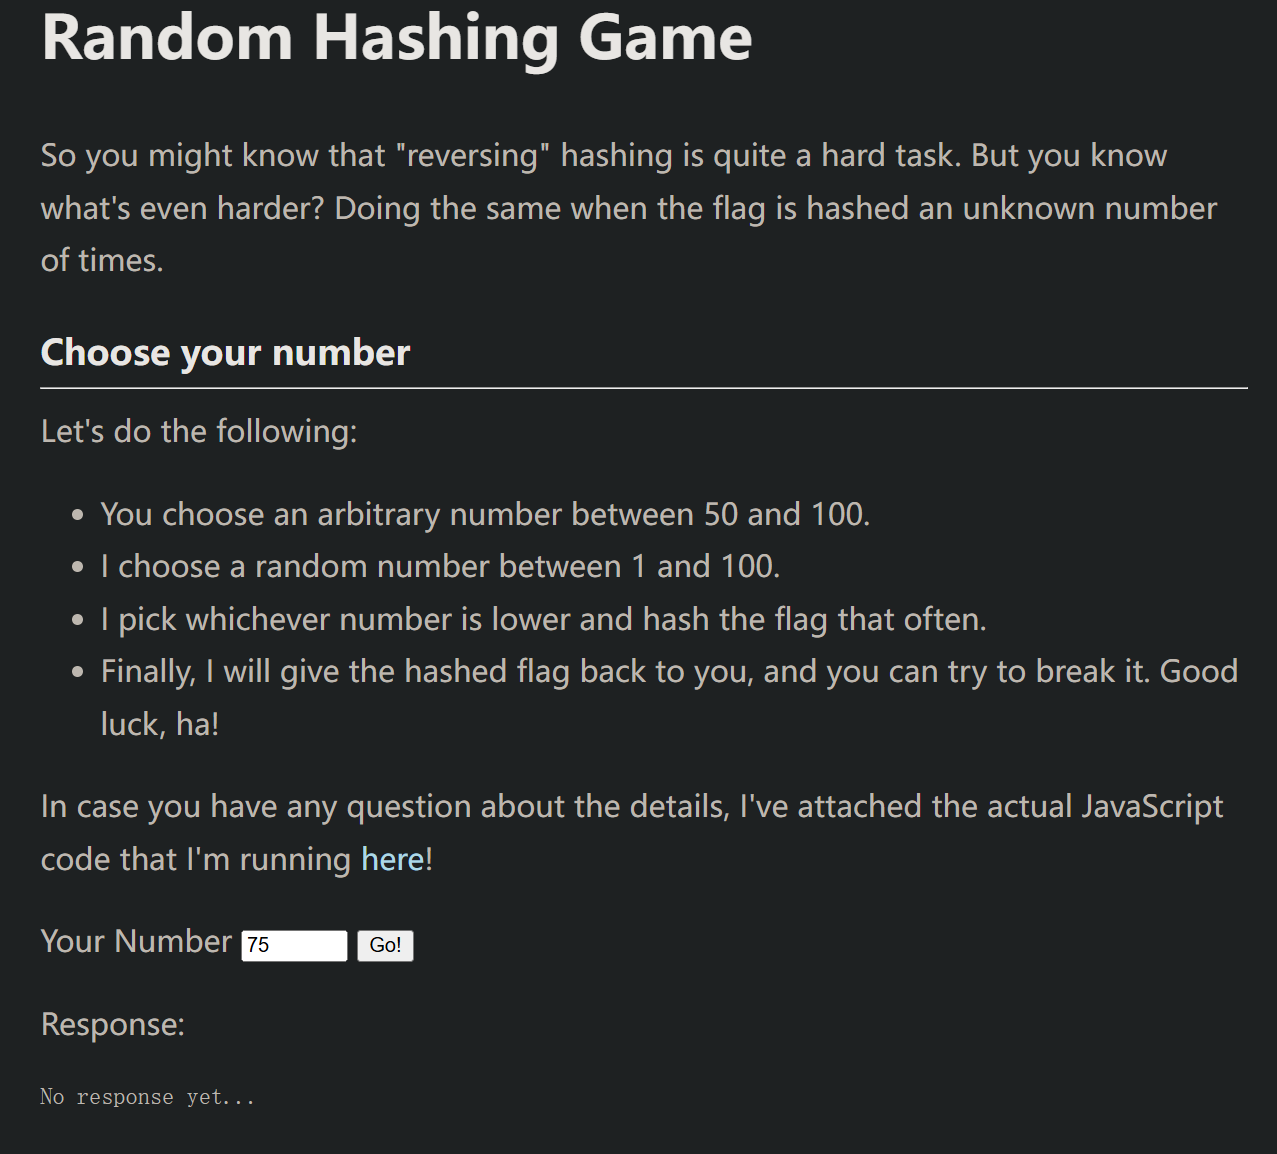 Random Hashing Game
So you might know that "reversing" hashing is quite a hard task. But you know
what's even harder? Doing the same when the flag is hashed an unknown number
of times.
Choose your number
Let's do the following:
• You choose an arbitrary number between 50 and 100.
• I choose a random number between 1 and 100.
• I pick whichever number is lower and hash the flag that often.
• Finally, I will give the hashed flag back to you, and you can try to break it. Good
luck, ha!
In case you have any question about the details, I've attached the actual JavaScript
code that I'm running here!
Your Number 75 Go!
Response:
No response yet...